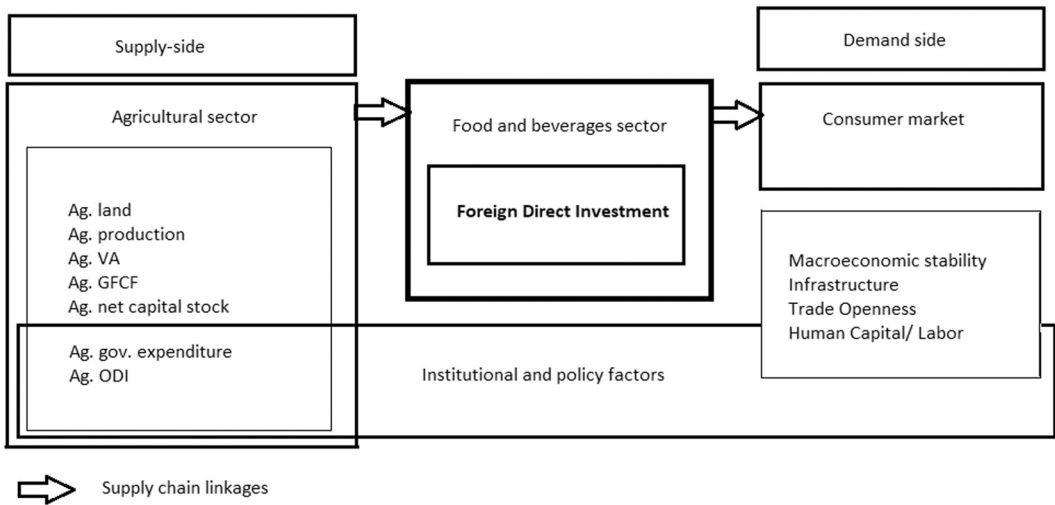 Supply-side
Demand side
Agricultural sector
Food and beverages sector
Consumer market
Foreign Direct Investment
Ag. land
Ag. production
Ag. VA
Ag. GFCF
Ag. net capital stock
Ag. gov. expenditure
Ag. ODI
Macroeconomic stability
Infrastructure
Trade Openness
Human Capital/ Labor
Institutional and policy factors
Supply chain linkages